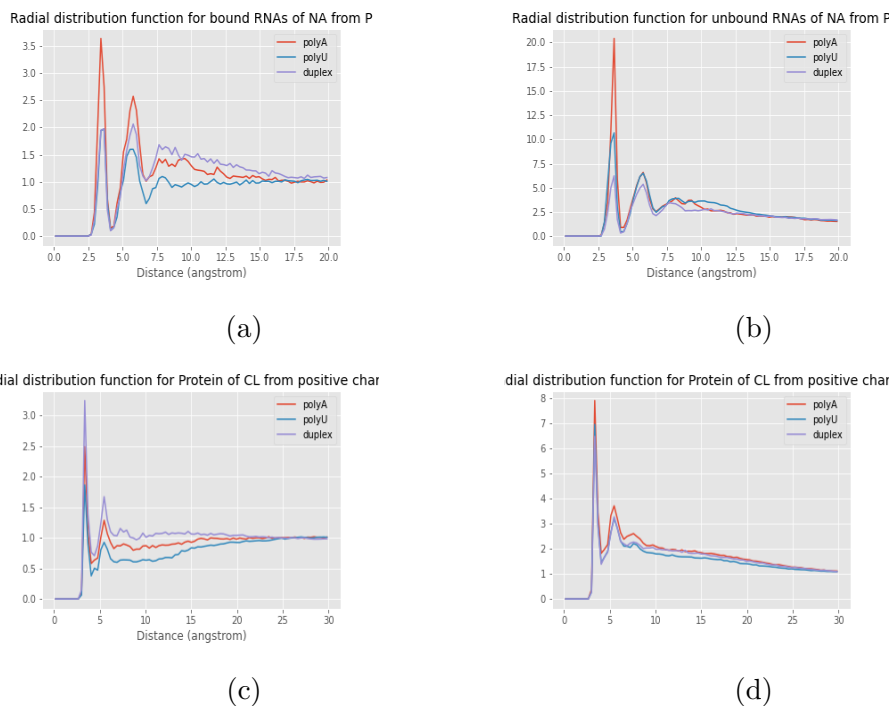 Radial distribution function for bound RNAs of NA from P
3.5
3.0
2.5
2.0
1.5
1.0
0.5
0.0
polyA
polyU
duplex
0.0 2.5 5.0 7.5 10.0 12.5 15.0 17.5 20.0
Distance (angstrom)
(a)
Radial distribution function for unbound RNAs of NA from P
20.0
17.5
15.0
12.5
10.0
7.5
5.0
2.5
0.0
polyA
polyU
duplex
0.0 2.5 5.0 7.5 10.0 12.5 15.0 17.5 20.0
Distance (angstrom)
(b)
dial distribution function for Protein of CL from positive char
3.0
2.5
2.0
1.5
1.0
0.5
0.0
polyA
polyU
duplex
0 5 10 15 20 25 30
Distance (angstrom)
(c)
dial distribution function for Protein of CL from positive char
8
7
6
5
4
3
2
1
0
polyA
polyU
duplex
0 5 10 15 20 25 30
(d)